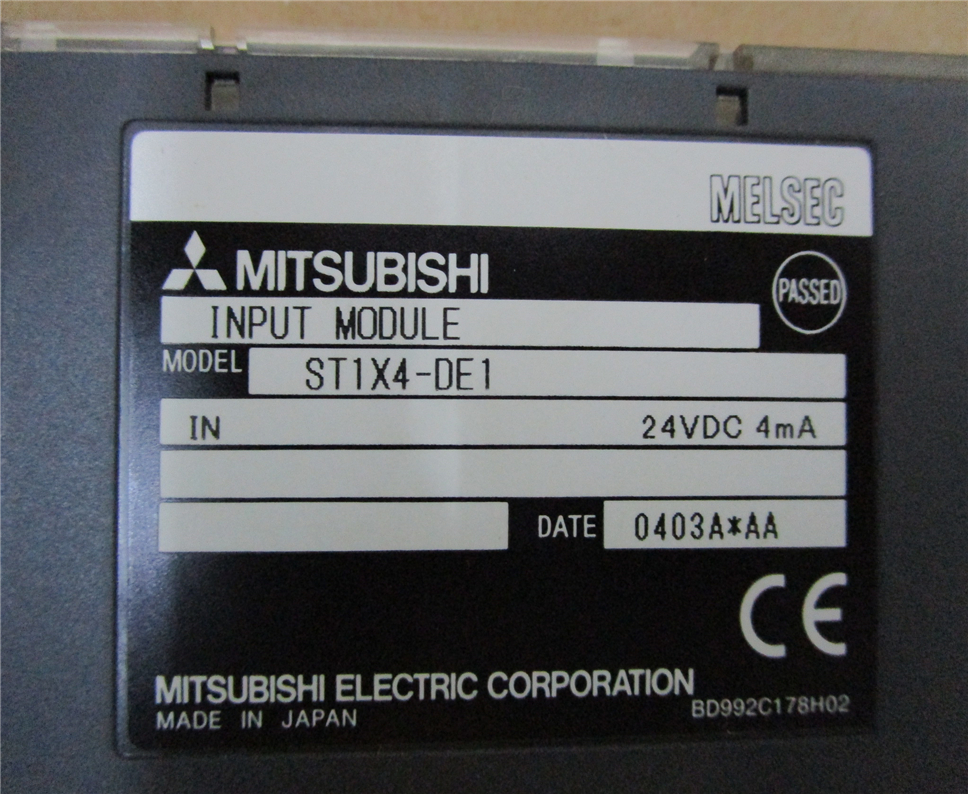 MELSEC
MITSUBISHI
PASSED
INPUT MODULE
MODEL ST1X4-DE1
IN 24VDC 4mA
DATE 0403A*AA
CE
MITSUBISHI ELECTRIC CORPORATION
MADE IN JAPAN BD992C178H02